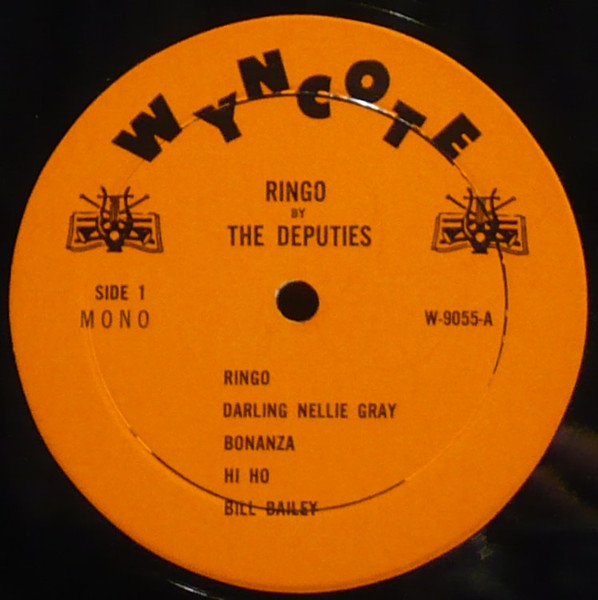 WYNCOTE
RINGO
BY
THE DEPUTIES
SIDE 1
MONO
W-9055-A
RINGO
DARLING NELLIE GRAY
BONANZA
HI HO
BILL BAILEY